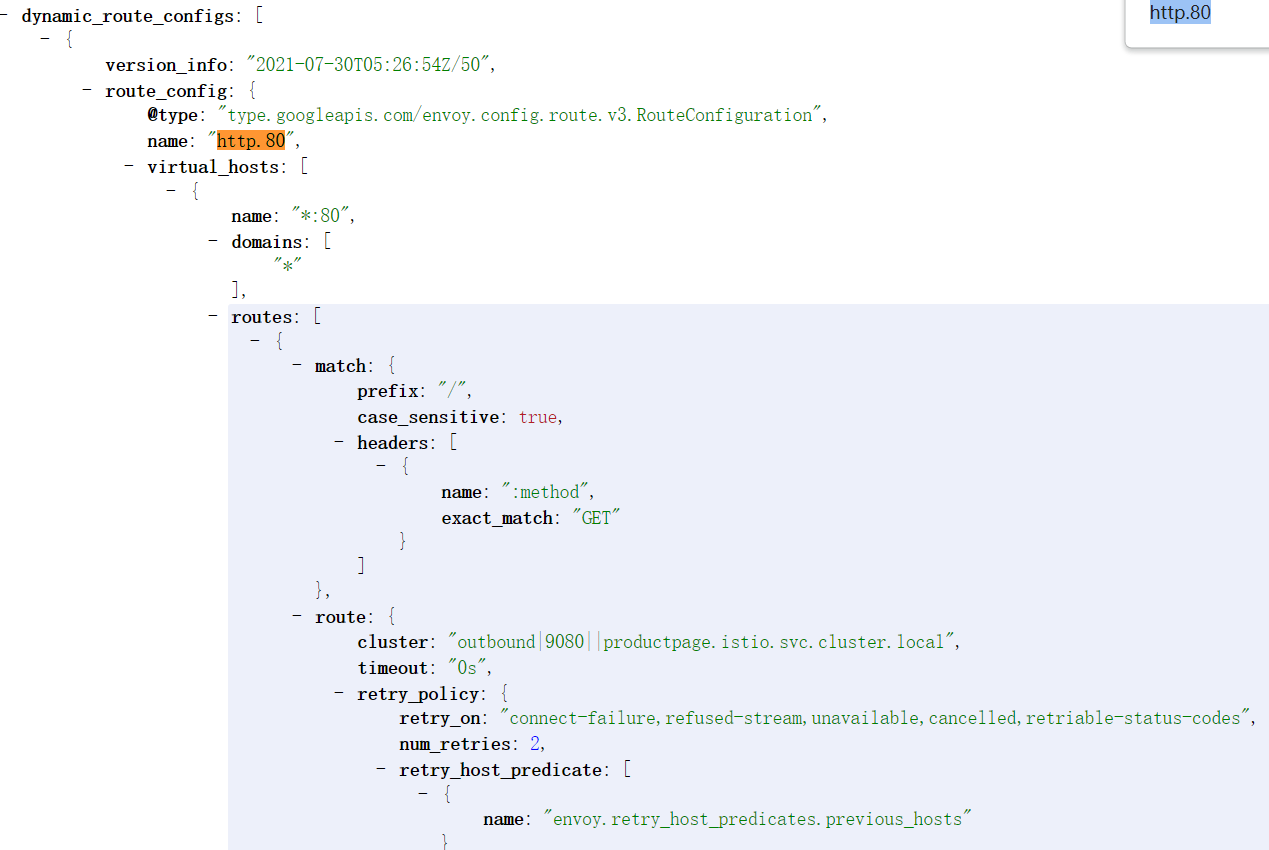 http.80
- dynamic_route_configs: [
- {
version_info: "2021-07-30T05:26:54Z/50",
- route_config: {
@type: "type.googleapis.com/envoy.config.route.v3.RouteConfiguration",
name: "http.80",
- virtual_hosts: [
- {
name: "*:80",
- domains: [
"*"
],
- routes: [
- {
- match: {
prefix: "/",
case_sensitive: true,
- headers: [
- {
name: ":method",
exact_match: "GET"
}
]
},
- route: {
cluster: "outbound|9080||productpage.istio.svc.cluster.local",
timeout: "0s",
- retry_policy: {
retry_on: "connect-failure,refused-stream,unavailable,cancelled,retriable-status-codes",
num_retries: 2,
- retry_host_predicate: [
- {
name: "envoy.retry_host_predicates.previous_hosts"
}